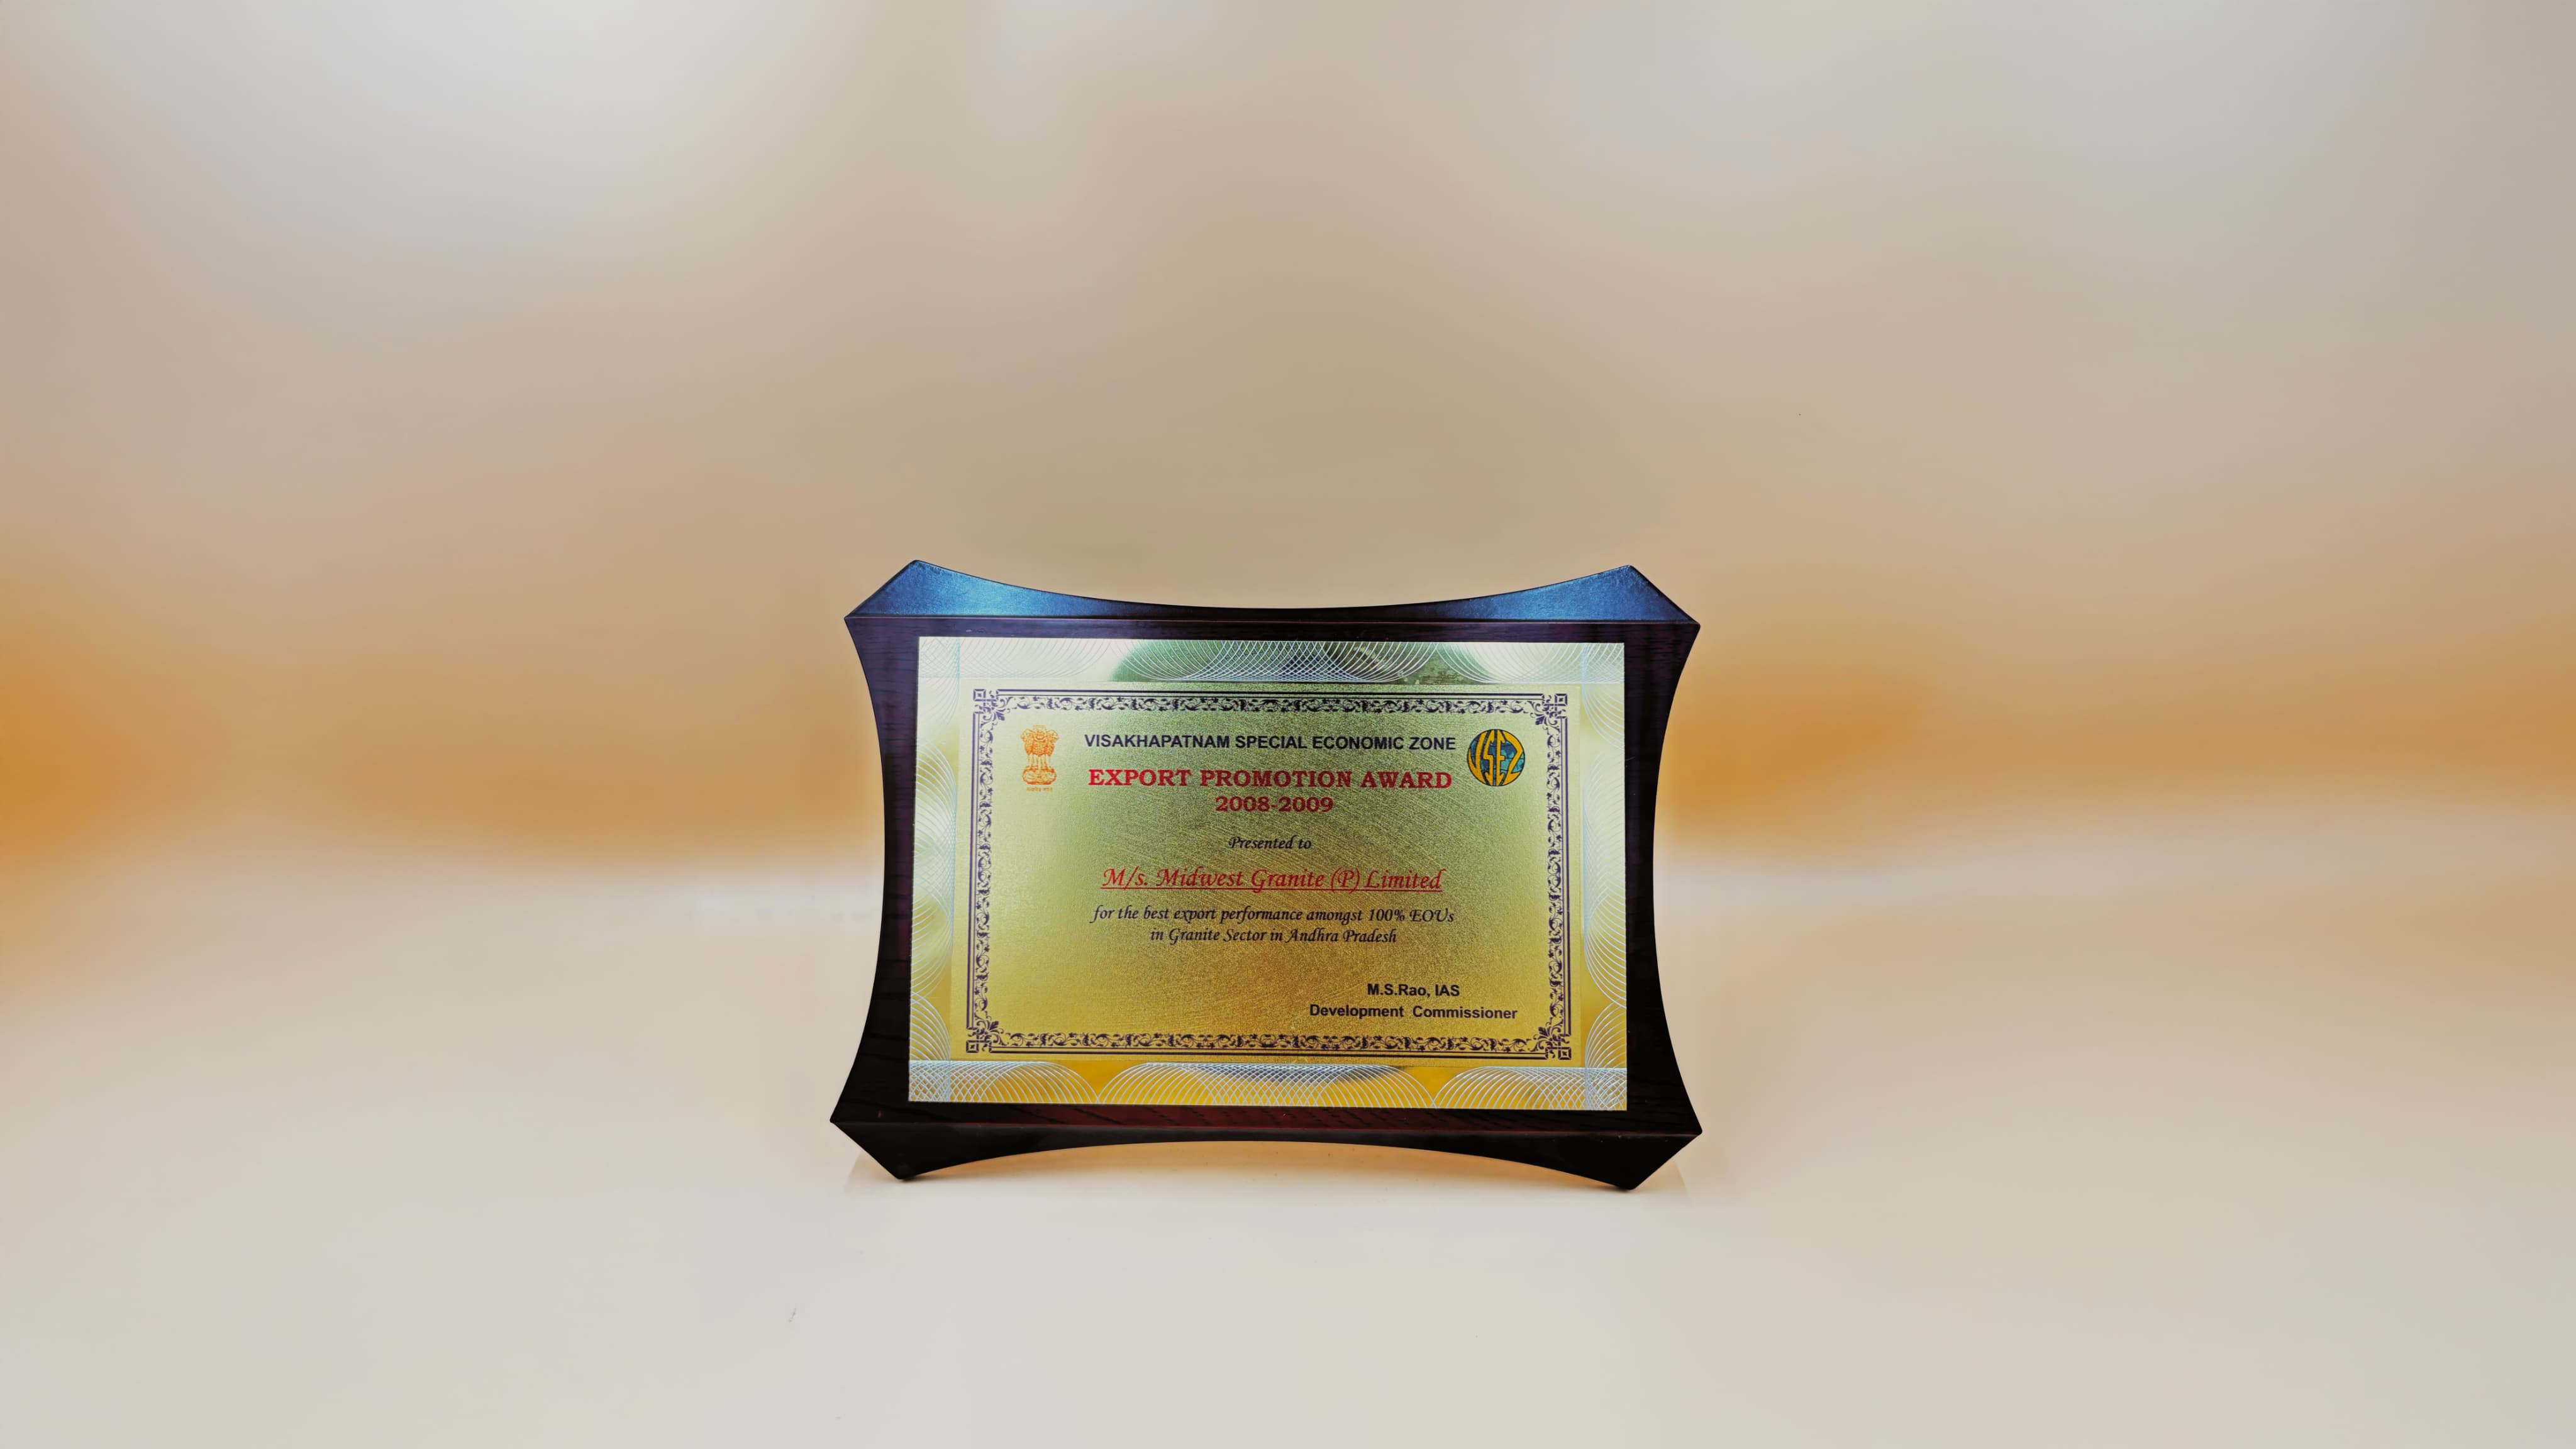 VISAKHAPATNAM SPECIAL ECONOMIC ZONE
VSEZ
EXPORT PROMOTION AWARD
2008-2009
Presented to
M/s. Midwest Granite (P) Limited
for the best export performance amongst 100% EOUs
in Granite Sector in Andhra Pradesh
M.S.Rao, IAS
Development Commissioner